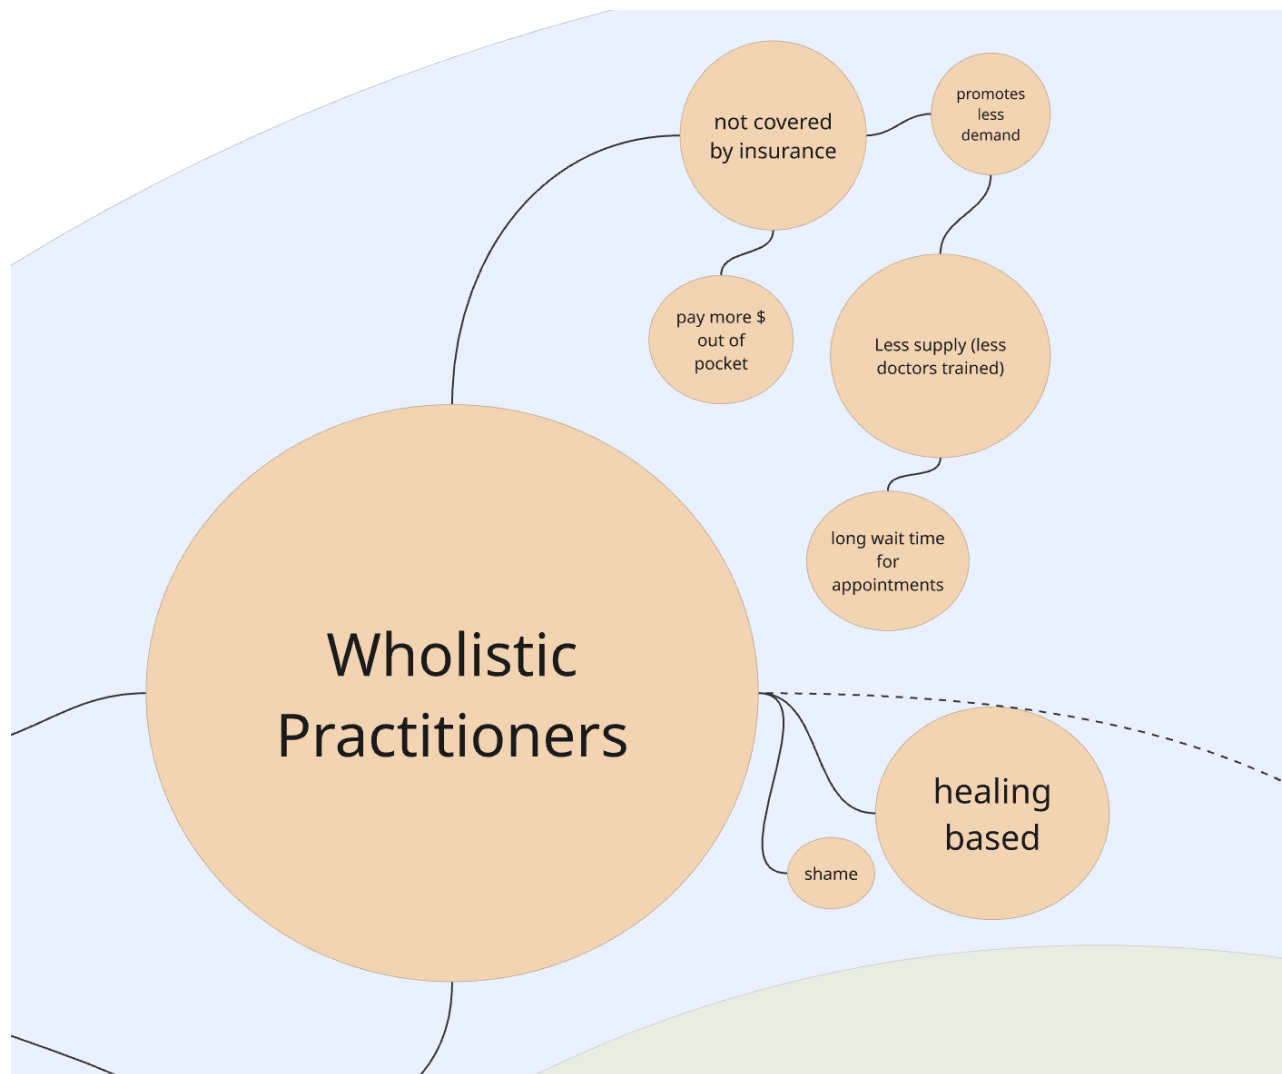 not covered
by insurance
promotes
less
demand
pay more $
out of
pocket
Less supply (less
doctors trained)
long wait time
for
appointments
Wholistic
Practitioners
healing
based
shame